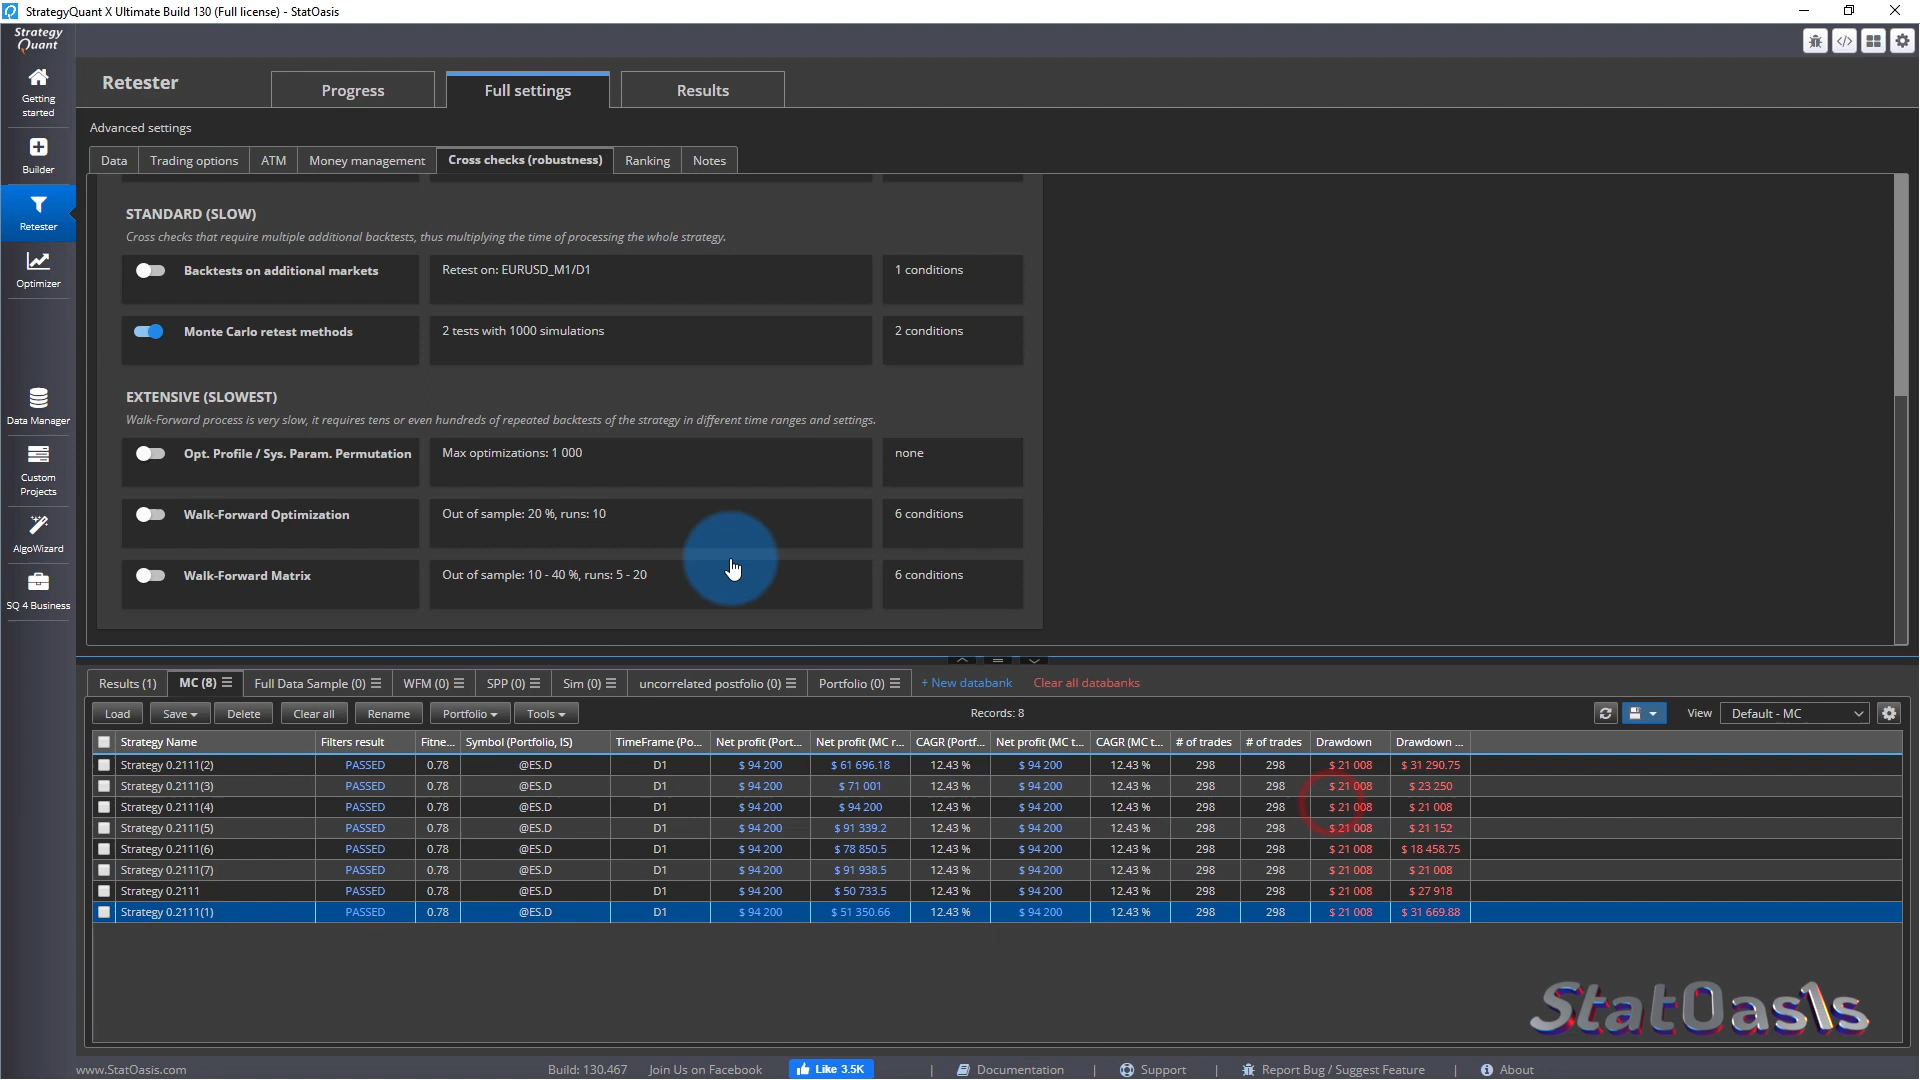 StrategyQuant X Ultimate Build 130 (Full license) - StatOasis
Strategy
Quant
Getting
started
Builder
Retester
Optimizer
Data Manager
Custom
Projects
AlgoWizard
SQ 4 Business
Retester
Progress
Full settings
Results
Advanced settings
Data
Trading options
ATM
Money management
Cross checks (robustness)
Ranking
Notes
STANDARD (SLOW)
Cross checks that require multiple additional backtests, thus multiplying the time of processing the whole strategy.
Backtests on additional markets Retest on: EURUSD_M1/D1 1 conditions
Monte Carlo retest methods 2 tests with 1000 simulations 2 conditions
EXTENSIVE (SLOWEST)
Walk-Forward process is very slow, it requires tens or even hundreds of repeated backtests of the strategy in different time ranges and settings.
Opt. Profile / Sys. Param. Permutation Max optimizations: 1 000 none
Walk-Forward Optimization Out of sample: 20 %, runs: 10 6 conditions
Walk-Forward Matrix Out of sample: 10 - 40 %, runs: 5 - 20 6 conditions
Results (1) MC (8) Full Data Sample (0) WFM (0) SPP (0) Sim (0) uncorrelated postfolio (0) Portfolio (0) + New databank Clear all databanks
Load Save Delete Clear all Rename Portfolio Tools Records: 8 View Default - MC
Strategy Name Filters result Fitne... Symbol (Portfolio, IS) TimeFrame (Po... Net profit (Port... Net profit (MC r... CAGR (Portf... Net profit (MC t... CAGR (MC t... # of trades # of trades Drawdown Drawdown ...
Strategy 0.2111(2) PASSED 0.78 @ES.D D1 $ 94 200 $ 61 696.18 12.43 % $ 94 200 12.43 % 298 298 $ 21 008 $ 31 290.75
Strategy 0.2111(3) PASSED 0.78 @ES.D D1 $ 94 200 $ 71 001 12.43 % $ 94 200 12.43 % 298 298 $ 21 008 $ 23 250
Strategy 0.2111(4) PASSED 0.78 @ES.D D1 $ 94 200 $ 94 200 12.43 % $ 94 200 12.43 % 298 298 $ 21 008 $ 21 008
Strategy 0.2111(5) PASSED 0.78 @ES.D D1 $ 94 200 $ 91 339.2 12.43 % $ 94 200 12.43 % 298 298 $ 21 008 $ 21 152
Strategy 0.2111(6) PASSED 0.78 @ES.D D1 $ 94 200 $ 78 850.5 12.43 % $ 94 200 12.43 % 298 298 $ 21 008 $ 18 458.75
Strategy 0.2111(7) PASSED 0.78 @ES.D D1 $ 94 200 $ 91 938.5 12.43 % $ 94 200 12.43 % 298 298 $ 21 008 $ 21 008
Strategy 0.2111 PASSED 0.78 @ES.D D1 $ 94 200 $ 50 733.5 12.43 % $ 94 200 12.43 % 298 298 $ 21 008 $ 27 918
Strategy 0.2111(1) PASSED 0.78 @ES.D D1 $ 94 200 $ 51 350.66 12.43 % $ 94 200 12.43 % 298 298 $ 21 008 $ 31 669.88
StatOas1s
www.StatOasis.com Build: 130.467 Join Us on Facebook Like 3.5K | Documentation | Support | Report Bug / Suggest Feature | About